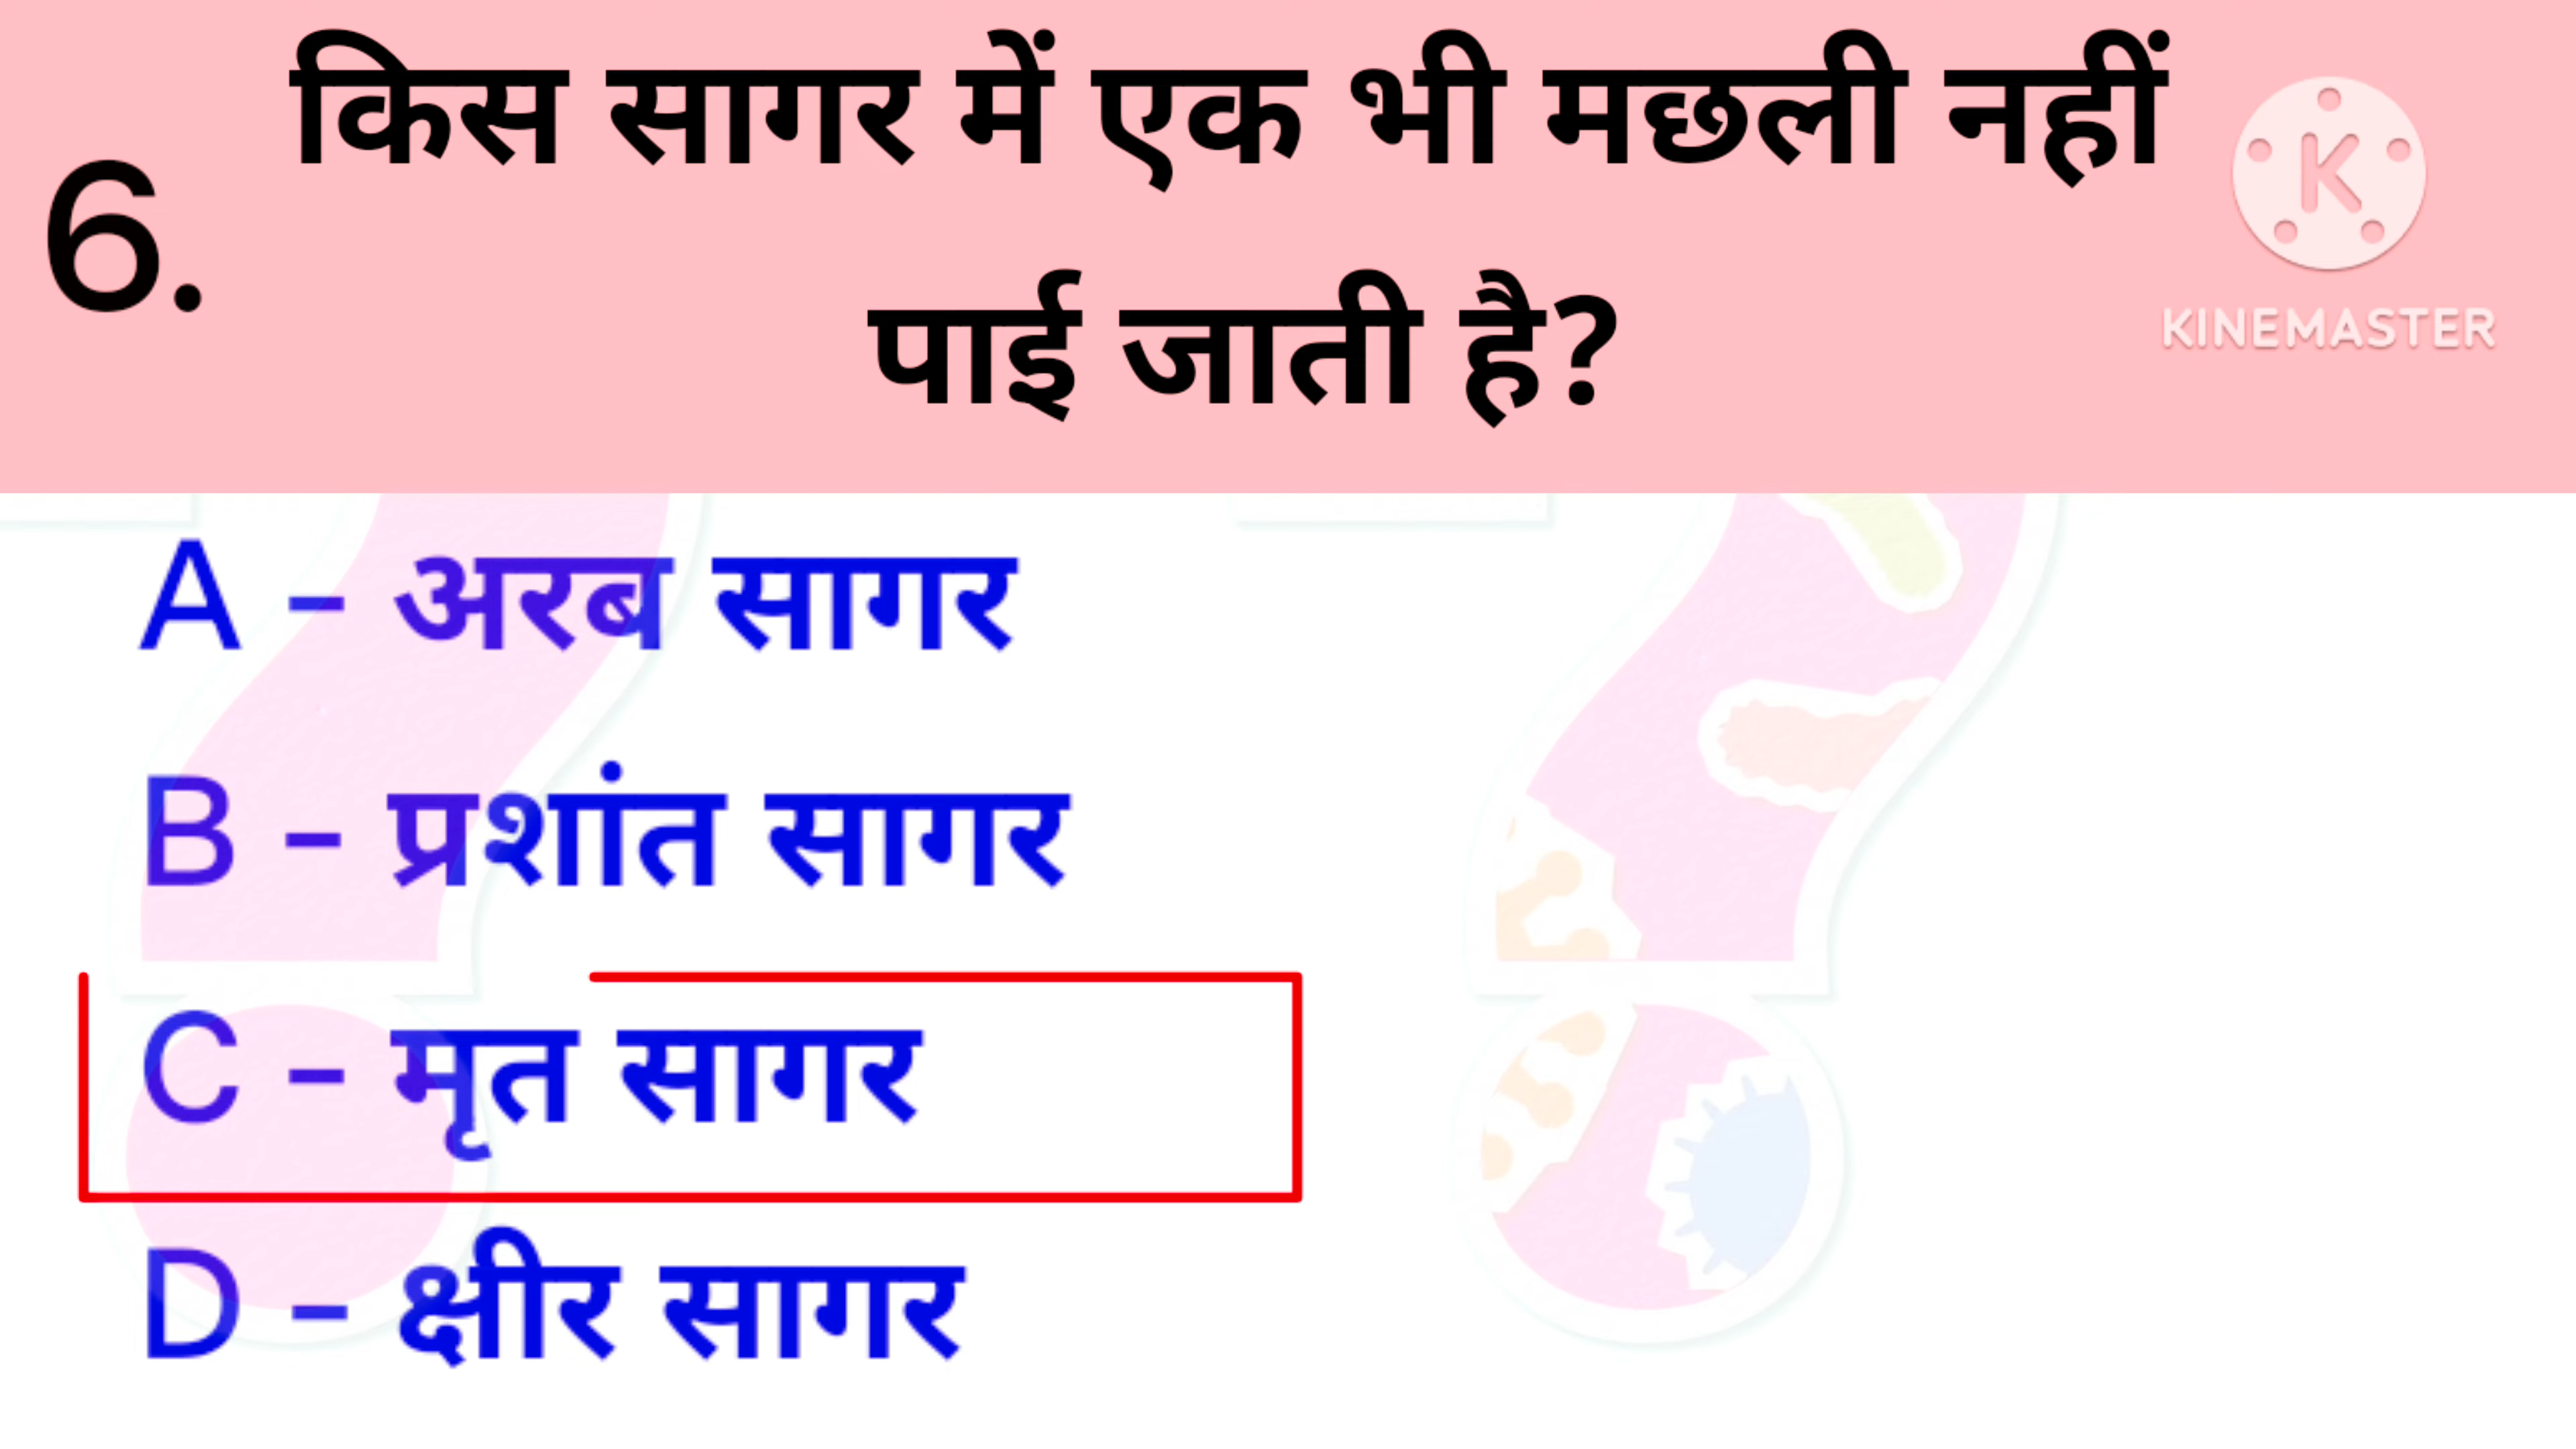 6.
किस सागर में एक भी मछली नहीं
पाई जाती है?
K
KINEMASTER
A - अरब सागर
B - प्रशांत सागर
C - मृत सागर
D - क्षीर सागर